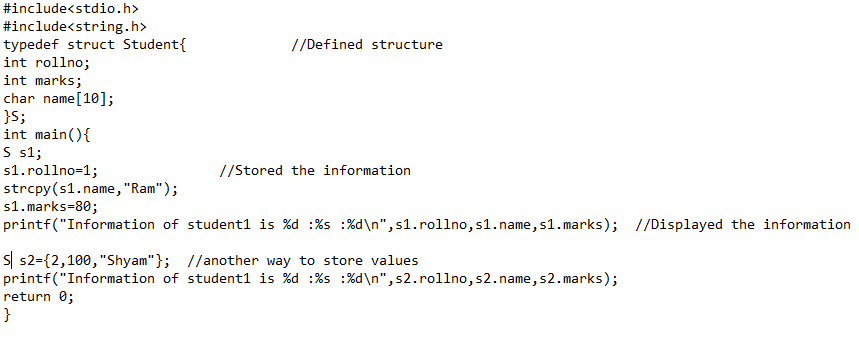 #include<stdio.h>
#include<string.h>
typedef struct Student{             //Defined structure
int rollno;
int marks;
char name[10];
}S;
int main(){
S s1;
s1.rollno=1;               //Stored the information
strcpy(s1.name,"Ram");
s1.marks=80;
printf("Information of student1 is %d :%s :%d\n",s1.rollno,s1.name,s1.marks);  //Displayed the information
S s2={2,100,"Shyam"};  //another way to store values
printf("Information of student1 is %d :%s :%d\n",s2.rollno,s2.name,s2.marks);
return 0;
}